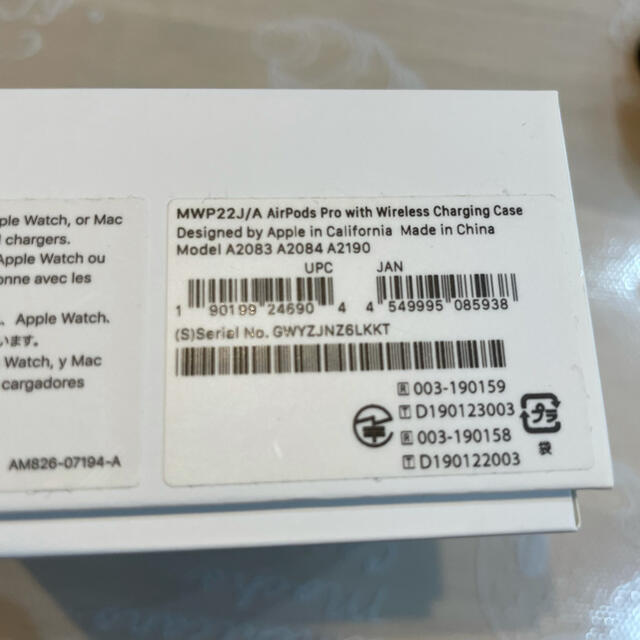 ple Watch, or Mac
chargers.
Apple Watch ou
onne avec les
、Apple Watch.
います。
Watch, y Mac
cargadores
AM826-07194-A
MWP22J/A AirPods Pro with Wireless Charging Case
Designed by Apple in California Made in China
Model A2083 A2084 A2190
UPC JAN
1 90199 24690 4 4 549995 085938
(S)Serial No. GWYZJNZ6LKKT
R 003-190159
T D190123003
R 003-190158
T D190122003
プラ
袋